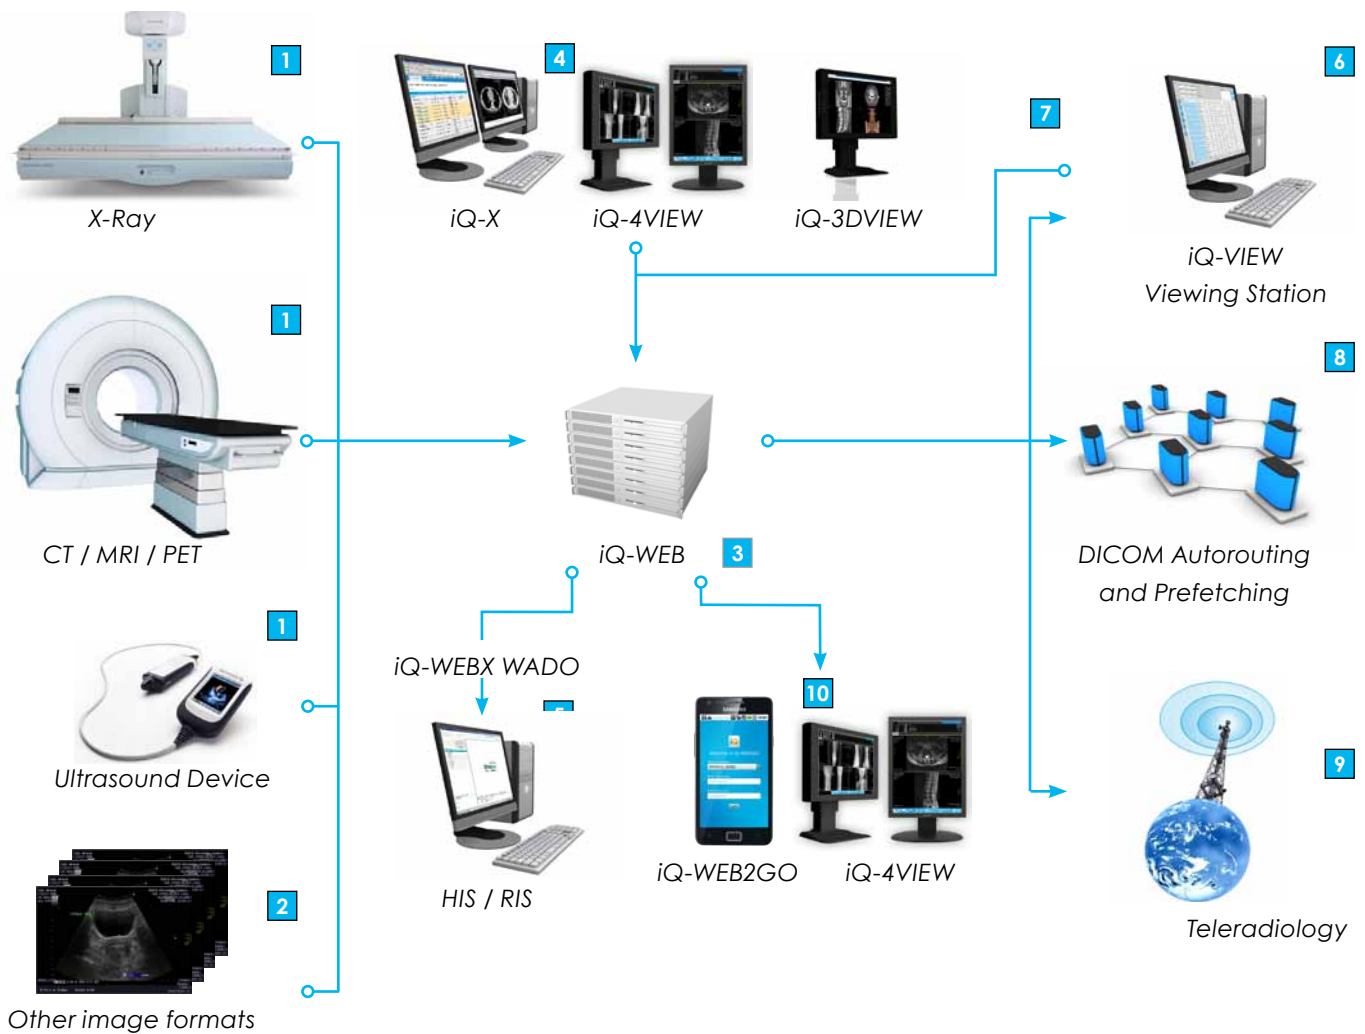 1
4
6
7
X-Ray
iQ-X
iQ-4VIEW
iQ-3DVIEW
iQ-VIEW
Viewing Station
1
8
CT / MRI / PET
iQ-WEB
3
DICOM Autorouting
and Prefetching
1
iQ-WEBX WADO
10
SAMSUNG
Ultrasound Device
9
iQ-WEB2GO
iQ-4VIEW
HIS / RIS
2
Teleradiology
Other image formats